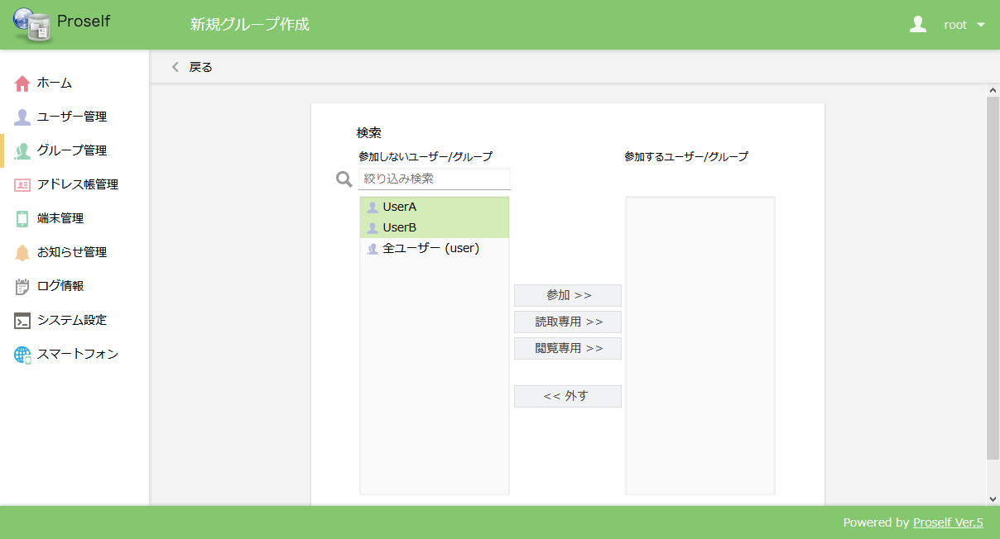 Proself
新規グループ作成
root
戻る
ホーム
ユーザー管理
グループ管理
アドレス帳管理
端末管理
お知らせ管理
ログ情報
システム設定
スマートフォン
検索
参加しないユーザー/グループ
参加するユーザー/グループ
絞り込み検索
UserA
UserB
全ユーザー (user)
参加 >>
読取専用 >>
閲覧専用 >>
<< 外す
Powered by Proself Ver.5